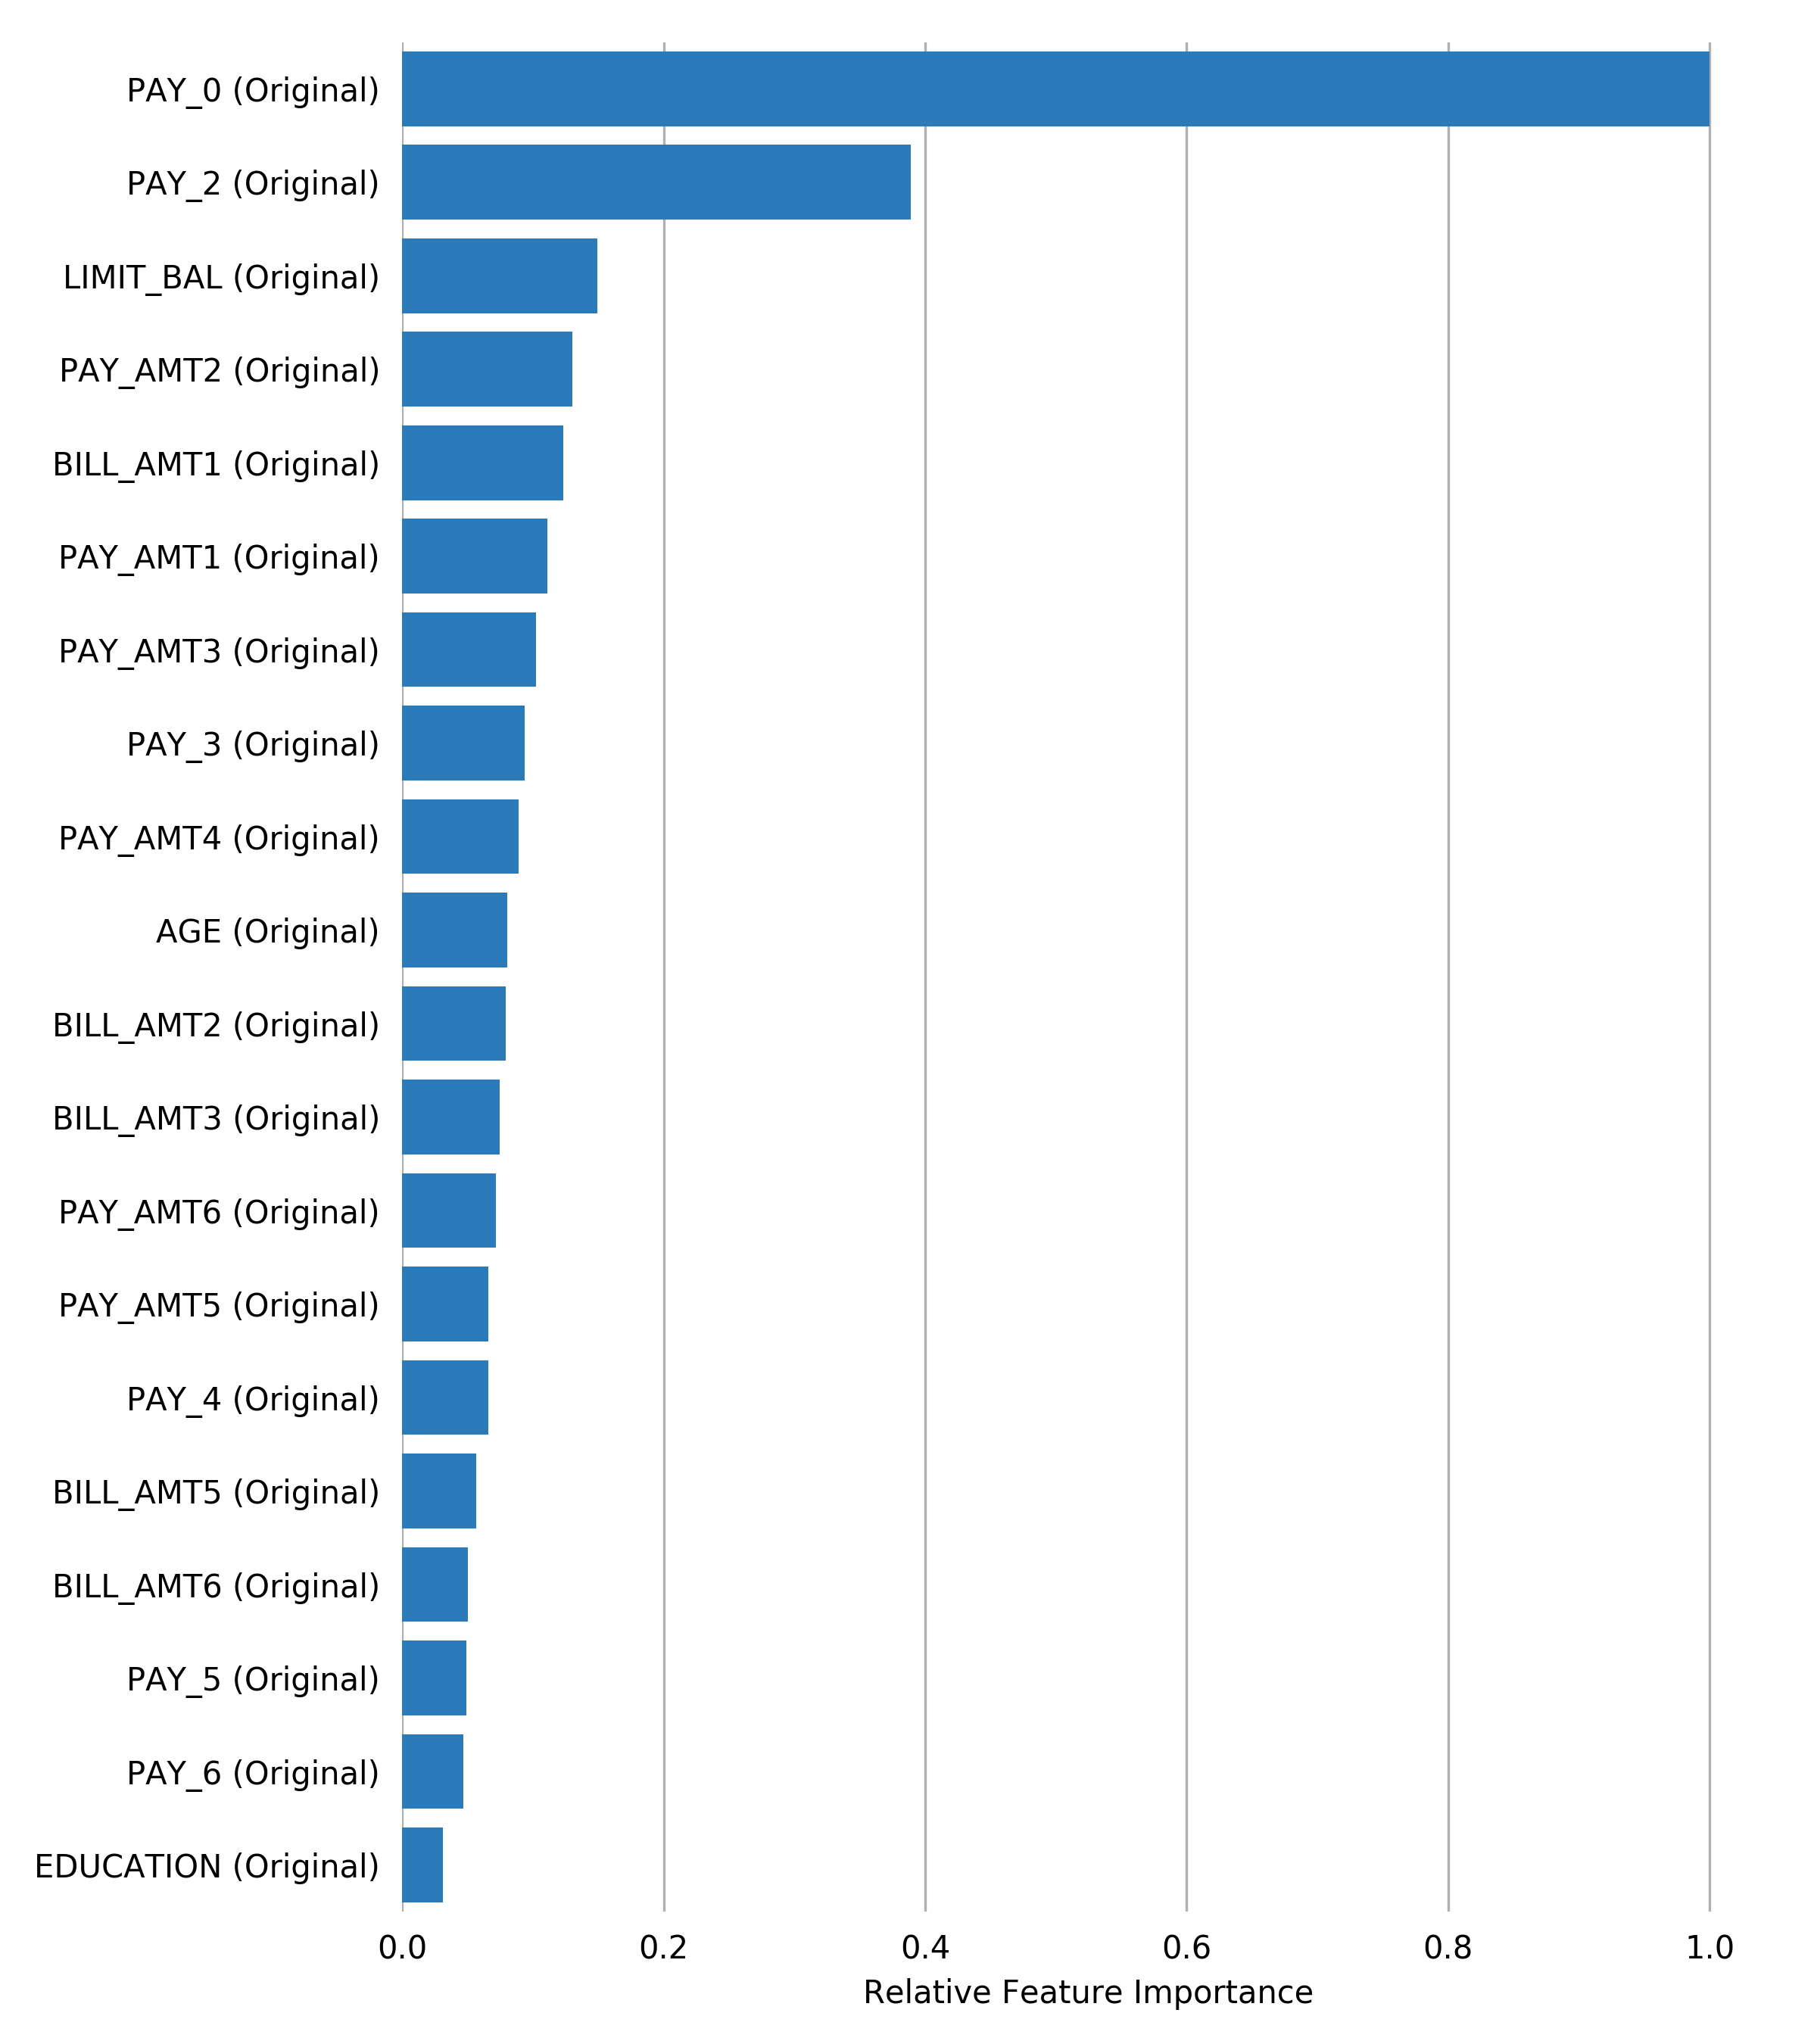 PAY_0 (Original)
PAY_2 (Original)
LIMIT_BAL (Original)
PAY_AMT2 (Original)
BILL_AMT1 (Original)
PAY_AMT1 (Original)
PAY_AMT3 (Original)
PAY_3 (Original)
PAY_AMT4 (Original)
AGE (Original)
BILL_AMT2 (Original)
BILL_AMT3 (Original)
PAY_AMT6 (Original)
PAY_AMT5 (Original)
PAY_4 (Original)
BILL_AMT5 (Original)
BILL_AMT6 (Original)
PAY_5 (Original)
PAY_6 (Original)
EDUCATION (Original)
0.0 0.2 0.4 0.6 0.8 1.0
Relative Feature Importance